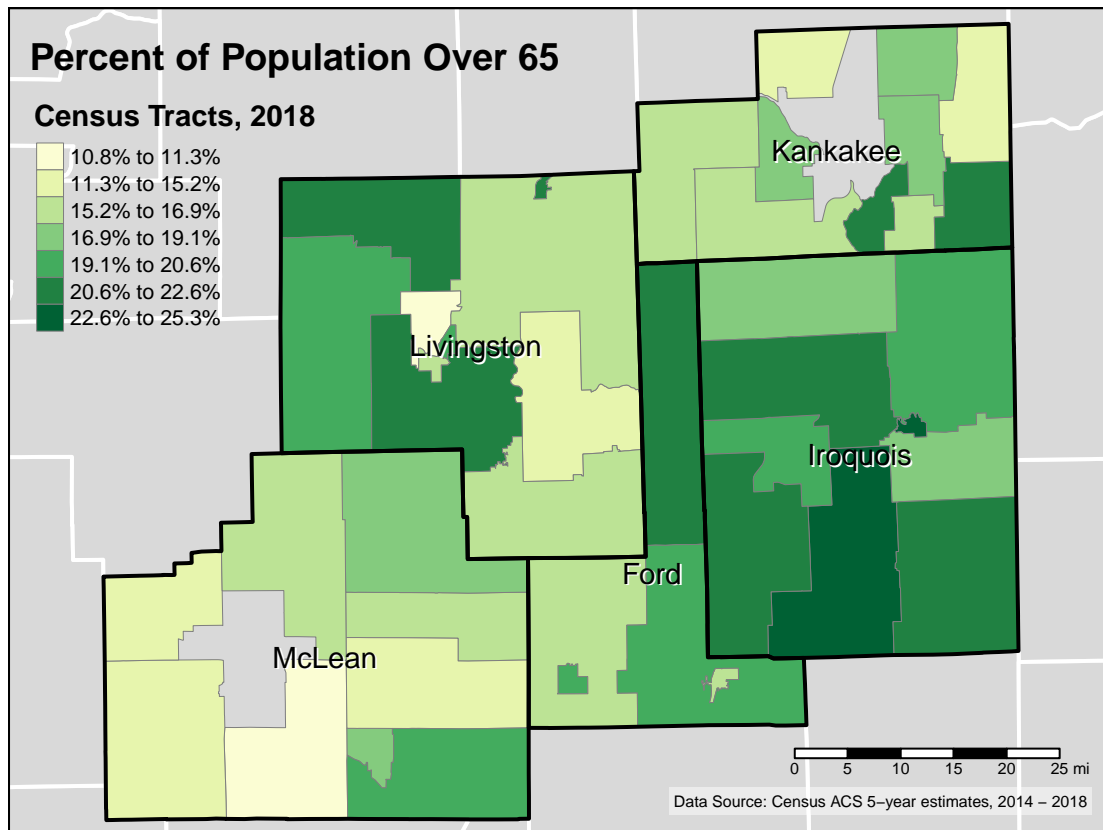 Percent of Population Over 65
Census Tracts, 2018
10.8% to 11.3%
11.3% to 15.2%
15.2% to 16.9%
16.9% to 19.1%
19.1% to 20.6%
20.6% to 22.6%
22.6% to 25.3%
Kankakee
Livingston
Iroquois
Ford
McLean
0 5 10 15 20 25 mi
Data Source: Census ACS 5−year estimates, 2014 − 2018